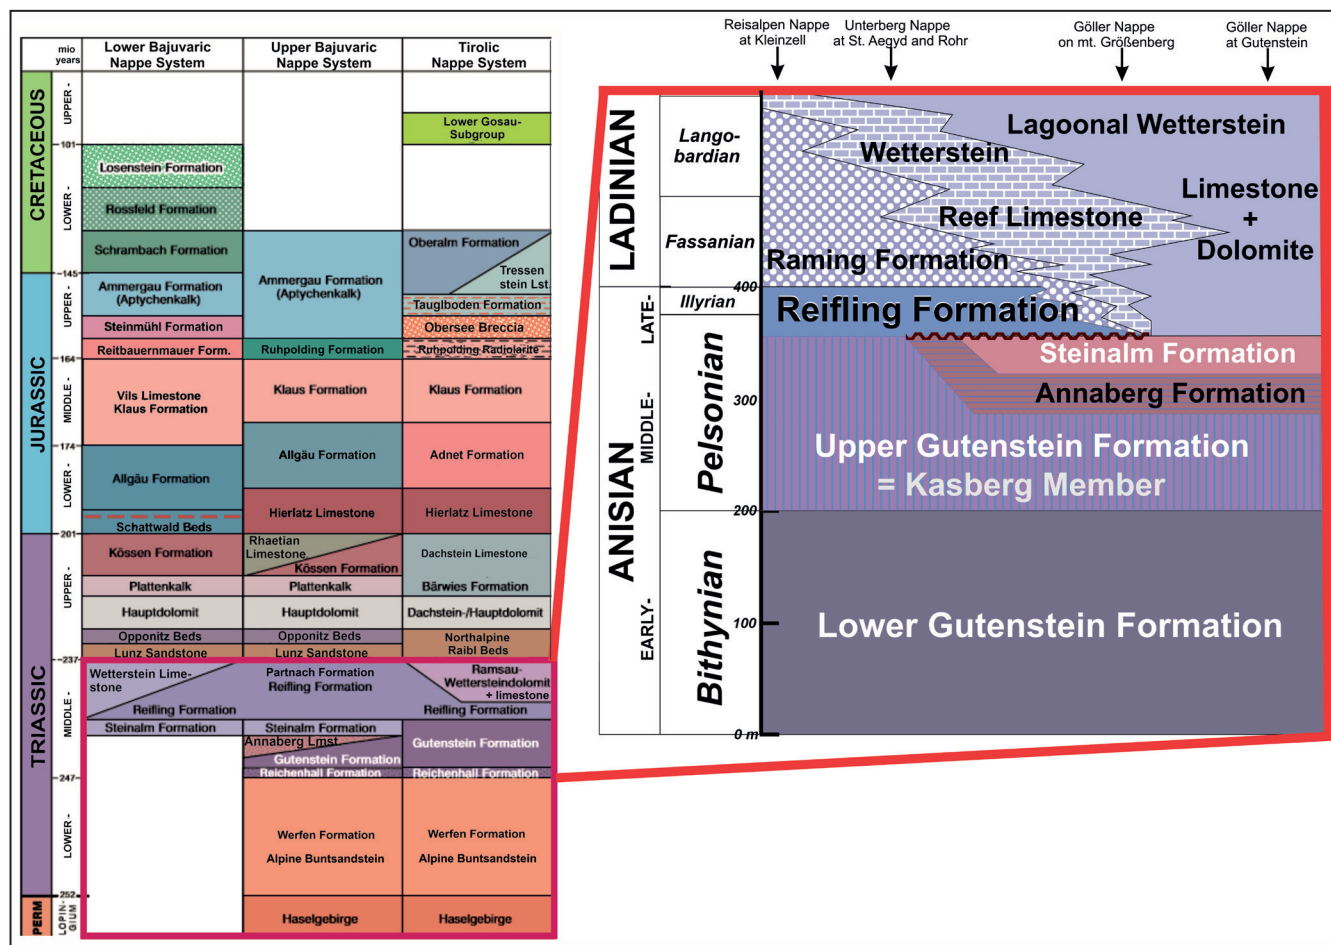 mio
years
Lower Bajuvaric
Nappe System
Upper Bajuvaric
Nappe System
Tirolic
Nappe System
CRETACEOUS
UPPER -
LOWER -
101
145
Lower Gosau-
Subgroup
Losenstein Formation
Rossfeld Formation
Schrambach Formation
Oberalm Formation
Tressen
stein Lst.
JURASSIC
UPPER -
MIDDLE -
LOWER -
164
174
201
Ammergau Formation
(Aptychenkalk)
Ammergau Formation
(Aptychenkalk)
Tauglboden Formation
Steinmühl Formation
Obersee Breccia
Reitbauernmauer Form.
Ruhpolding Formation
Ruhpolding Radiolarite
Vils Limestone
Klaus Formation
Klaus Formation
Klaus Formation
Allgäu Formation
Allgäu Formation
Adnet Formation
Schattwald Beds
Hierlatz Limestone
Hierlatz Limestone
TRIASSIC
UPPER -
MIDDLE -
LOWER -
237
247
252
Kössen Formation
Rhaetian
Limestone
Kössen Formation
Dachstein Limestone
Plattenkalk
Plattenkalk
Bärwies Formation
Hauptdolomit
Hauptdolomit
Dachstein-/Hauptdolomit
Opponitz Beds
Opponitz Beds
Northalpine
Raibl Beds
Lunz Sandstone
Lunz Sandstone
Wetterstein Lime-
stone
Reifling Formation
Partnach Formation
Reifling Formation
Ramsau-
Wettersteindolomit
+ limestone
Reifling Formation
Steinalm Formation
Steinalm Formation
Annaberg Lmst
Gutenstein Formation
Gutenstein Formation
Reichenhall Formation
Reichenhall Formation
Werfen Formation
Alpine Buntsandstein
Werfen Formation
Alpine Buntsandstein
PERM
LOPIN-
GIUM
Haselgebirge
Haselgebirge
Reisalpen Nappe
at Kleinzell
Unterberg Nappe
at St. Aegyd and Rohr
Göller Nappe
on mt. Größenberg
Göller Nappe
at Gutenstein
LADINIAN
Lango-
bardian
Fassanian
ANISIAN
LATE-
MIDDLE-
EARLY-
Illyrian
Pelsonian
Bithynian
400
300
200
100
0 m
Lagoonal Wetterstein
Limestone
+
Dolomite
Wetterstein
Reef Limestone
Raming Formation
Reifling Formation
Steinalm Formation
Annaberg Formation
Upper Gutenstein Formation
= Kasberg Member
Lower Gutenstein Formation